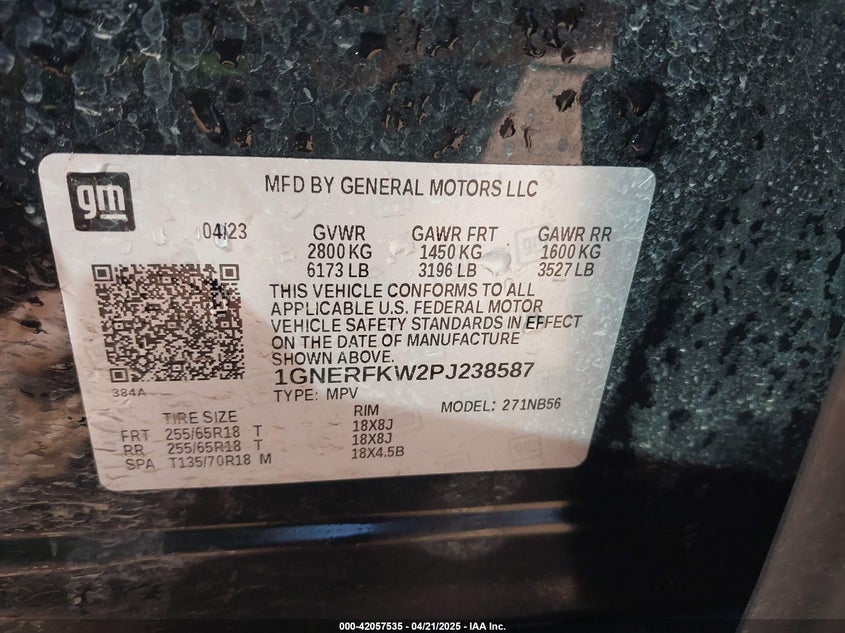 gm
MFD BY GENERAL MOTORS LLC
04/23 GVWR GAWR FRT GAWR RR
2800 KG 1450 KG 1600 KG
6173 LB 3196 LB 3527 LB
THIS VEHICLE CONFORMS TO ALL
APPLICABLE U.S. FEDERAL MOTOR
VEHICLE SAFETY STANDARDS IN EFFECT
ON THE DATE OF MANUFACTURE
SHOWN ABOVE.
1GNERFKW2PJ238587
384A
TYPE: MPV MODEL: 271NB56
TIRE SIZE RIM
FRT 255/65R18 T 18X8J
RR 255/65R18 T 18X8J
SPA T135/70R18 M 18X4.5B
000-42057535 - 04/21/2025 - IAA Inc.